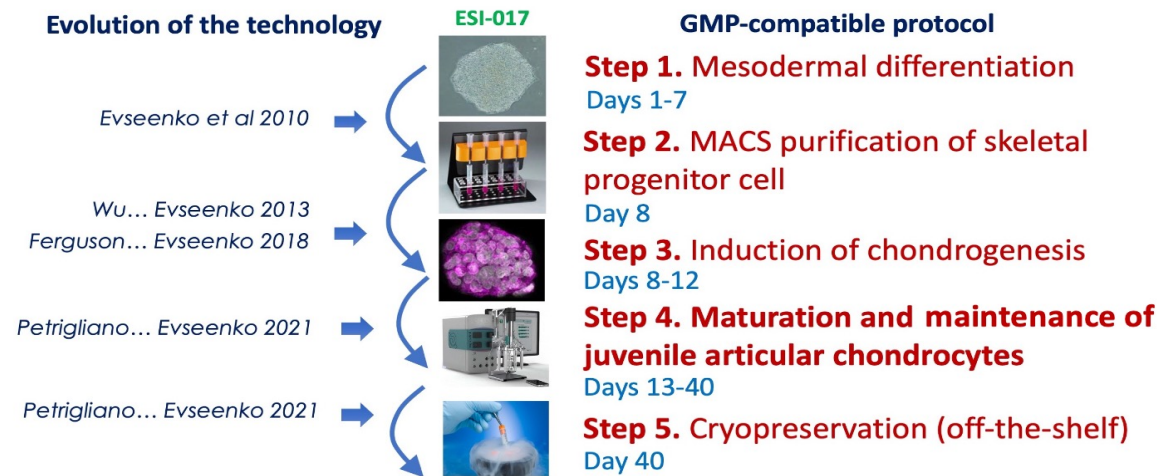 Evolution of the technology
ESI-017
GMP-compatible protocol
Evseenko et al 2010
Wu... Evseenko 2013
Ferguson... Evseenko 2018
Petrigliano... Evseenko 2021
Petrigliano... Evseenko 2021
Step 1. Mesodermal differentiation
Days 1-7
Step 2. MACS purification of skeletal
progenitor cell
Day 8
Step 3. Induction of chondrogenesis
Days 8-12
Step 4. Maturation and maintenance of
juvenile articular chondrocytes
Days 13-40
Step 5. Cryopreservation (off-the-shelf)
Day 40